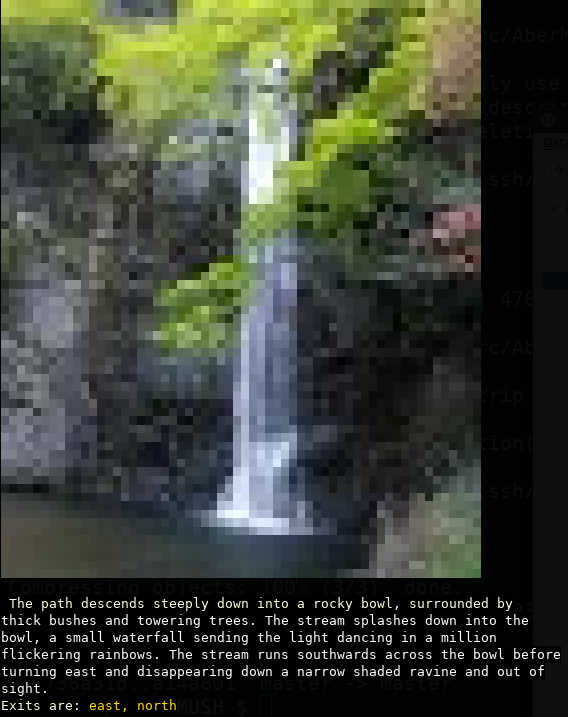 The path descends steeply down into a rocky bowl, surrounded by
thick bushes and towering trees. The stream splashes down into the
bowl, a small waterfall sending the light dancing in a million
flickering rainbows. The stream runs southwards across the bowl before
turning east and disappearing down a narrow shaded ravine and out of
sight.
Exits are: east, north